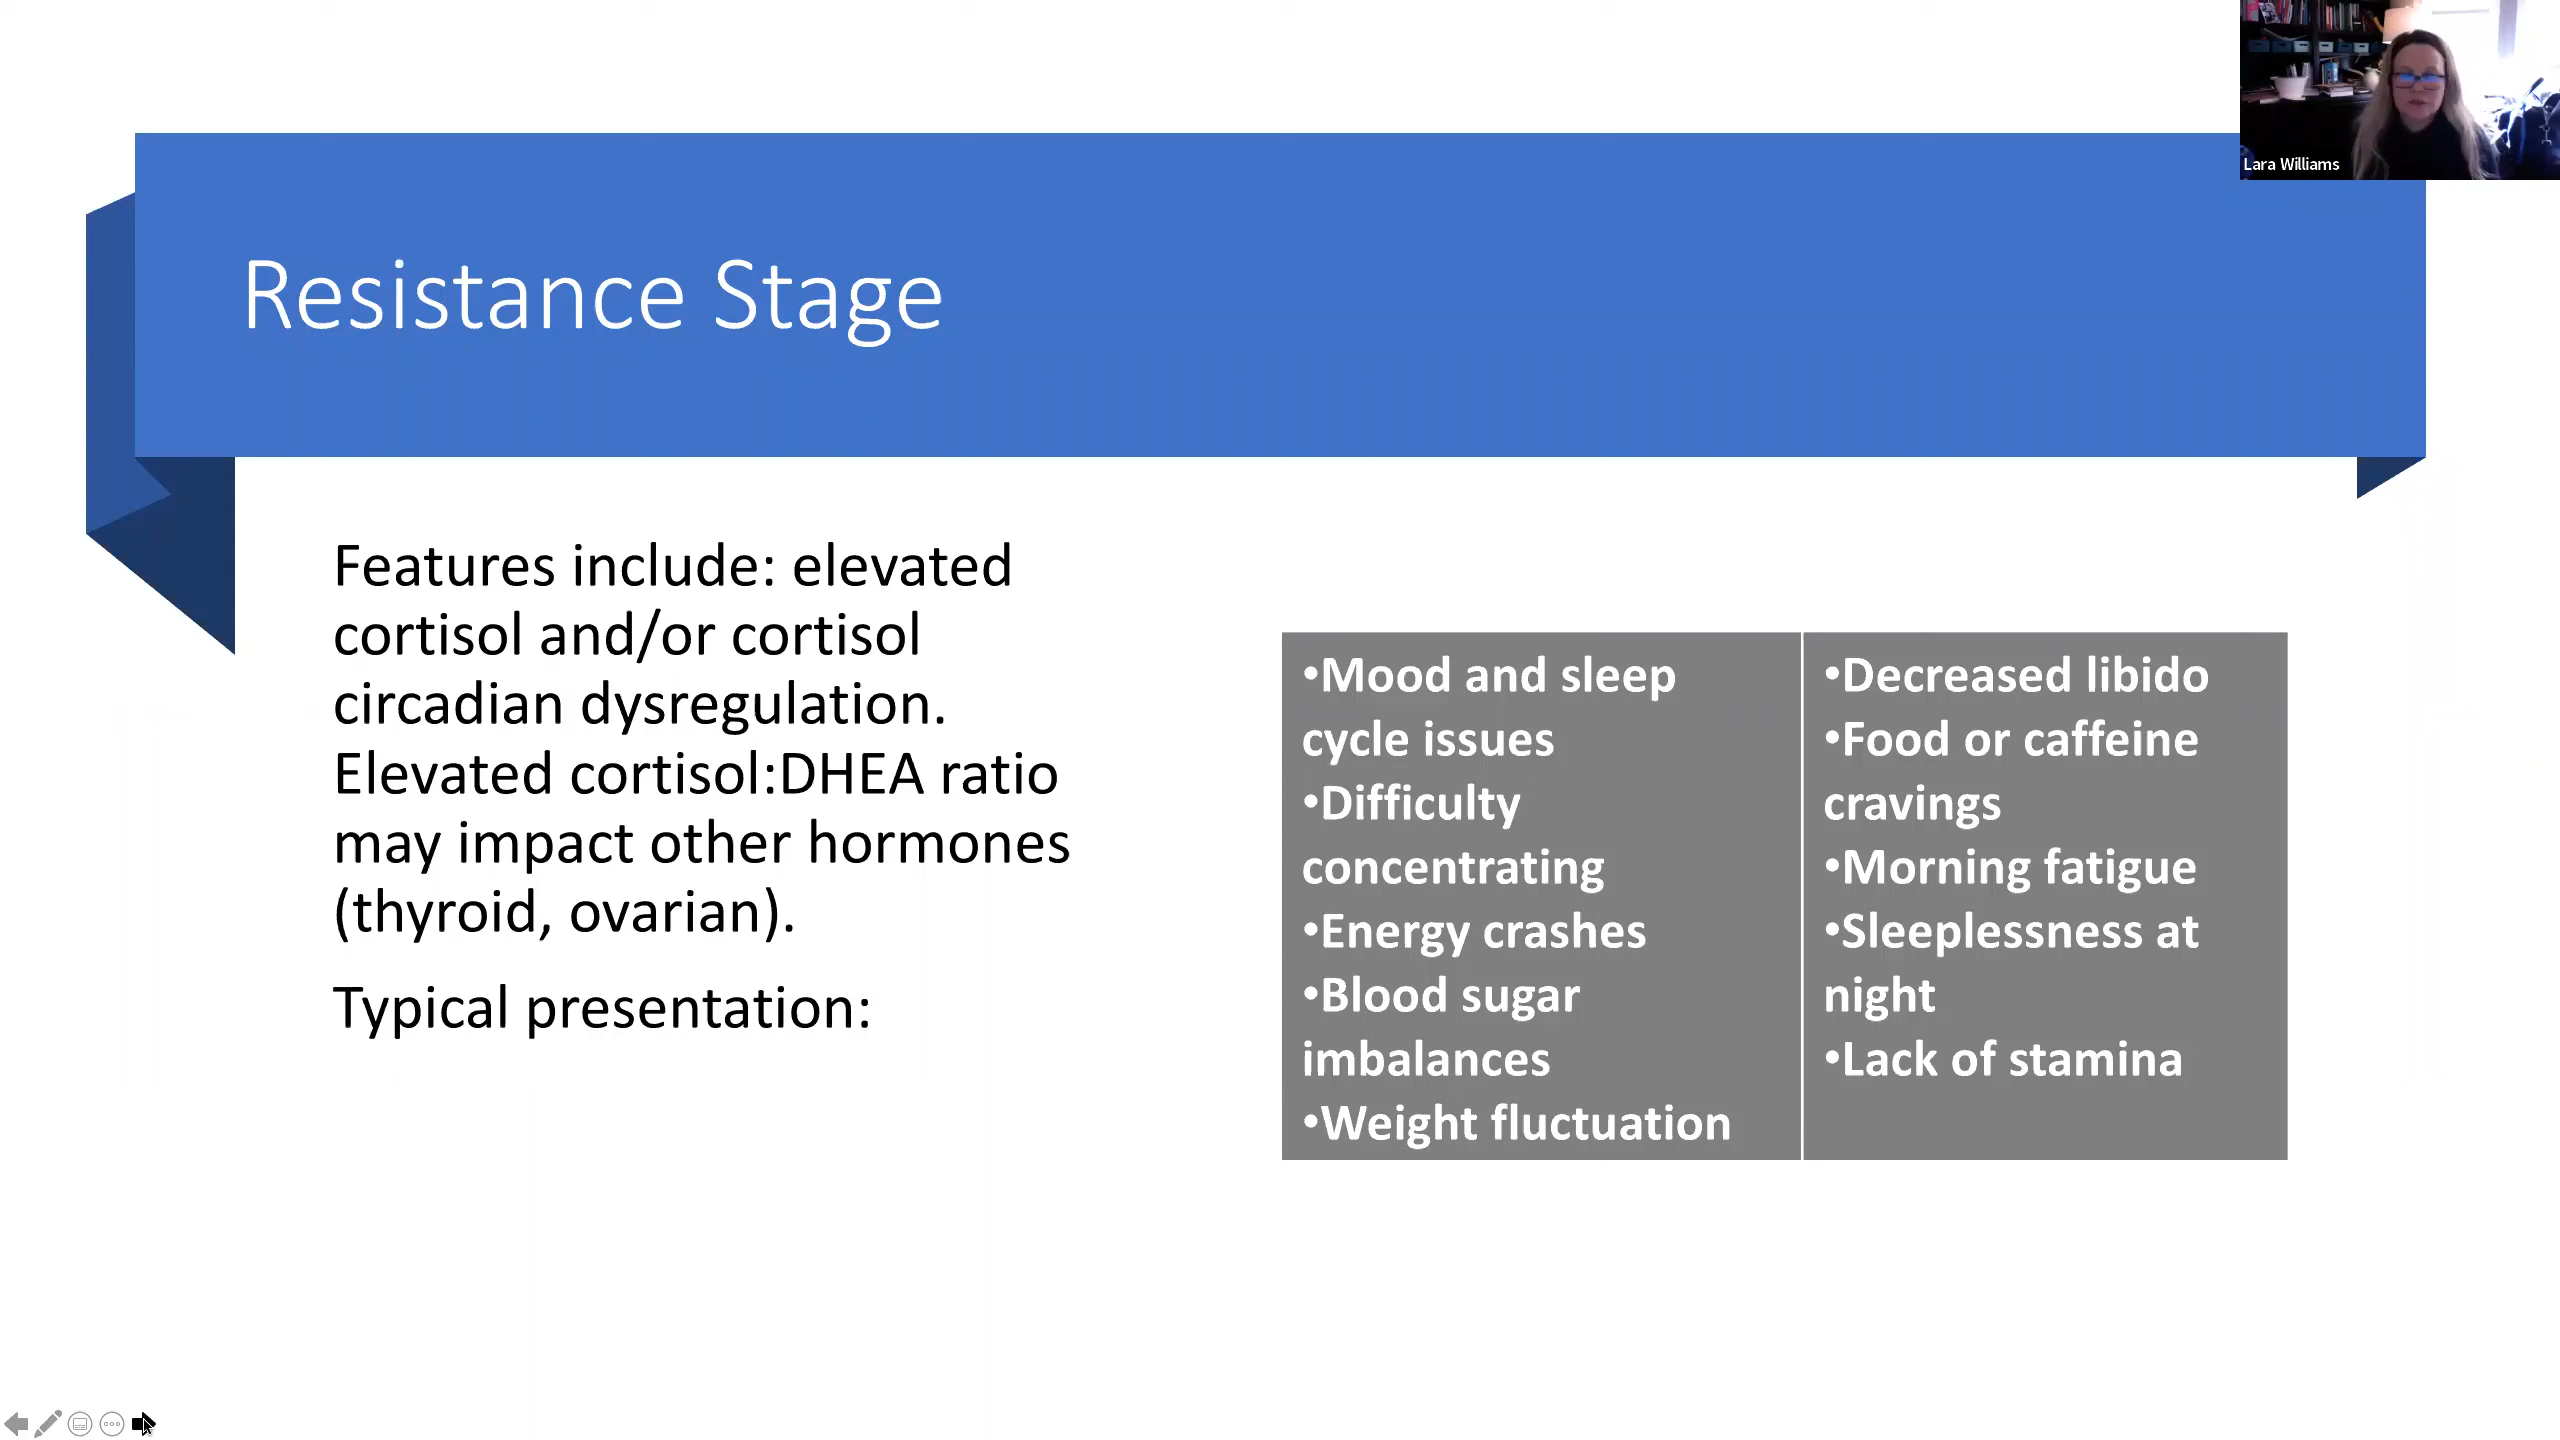 Lara Williams
Resistance Stage
Features include: elevated
cortisol and/or cortisol
circadian dysregulation.
Elevated cortisol:DHEA ratio
may impact other hormones
(thyroid, ovarian).
Typical presentation:
•Mood and sleep
cycle issues
•Difficulty
concentrating
•Energy crashes
•Blood sugar
imbalances
•Weight fluctuation
•Decreased libido
•Food or caffeine
cravings
•Morning fatigue
•Sleeplessness at
night
•Lack of stamina